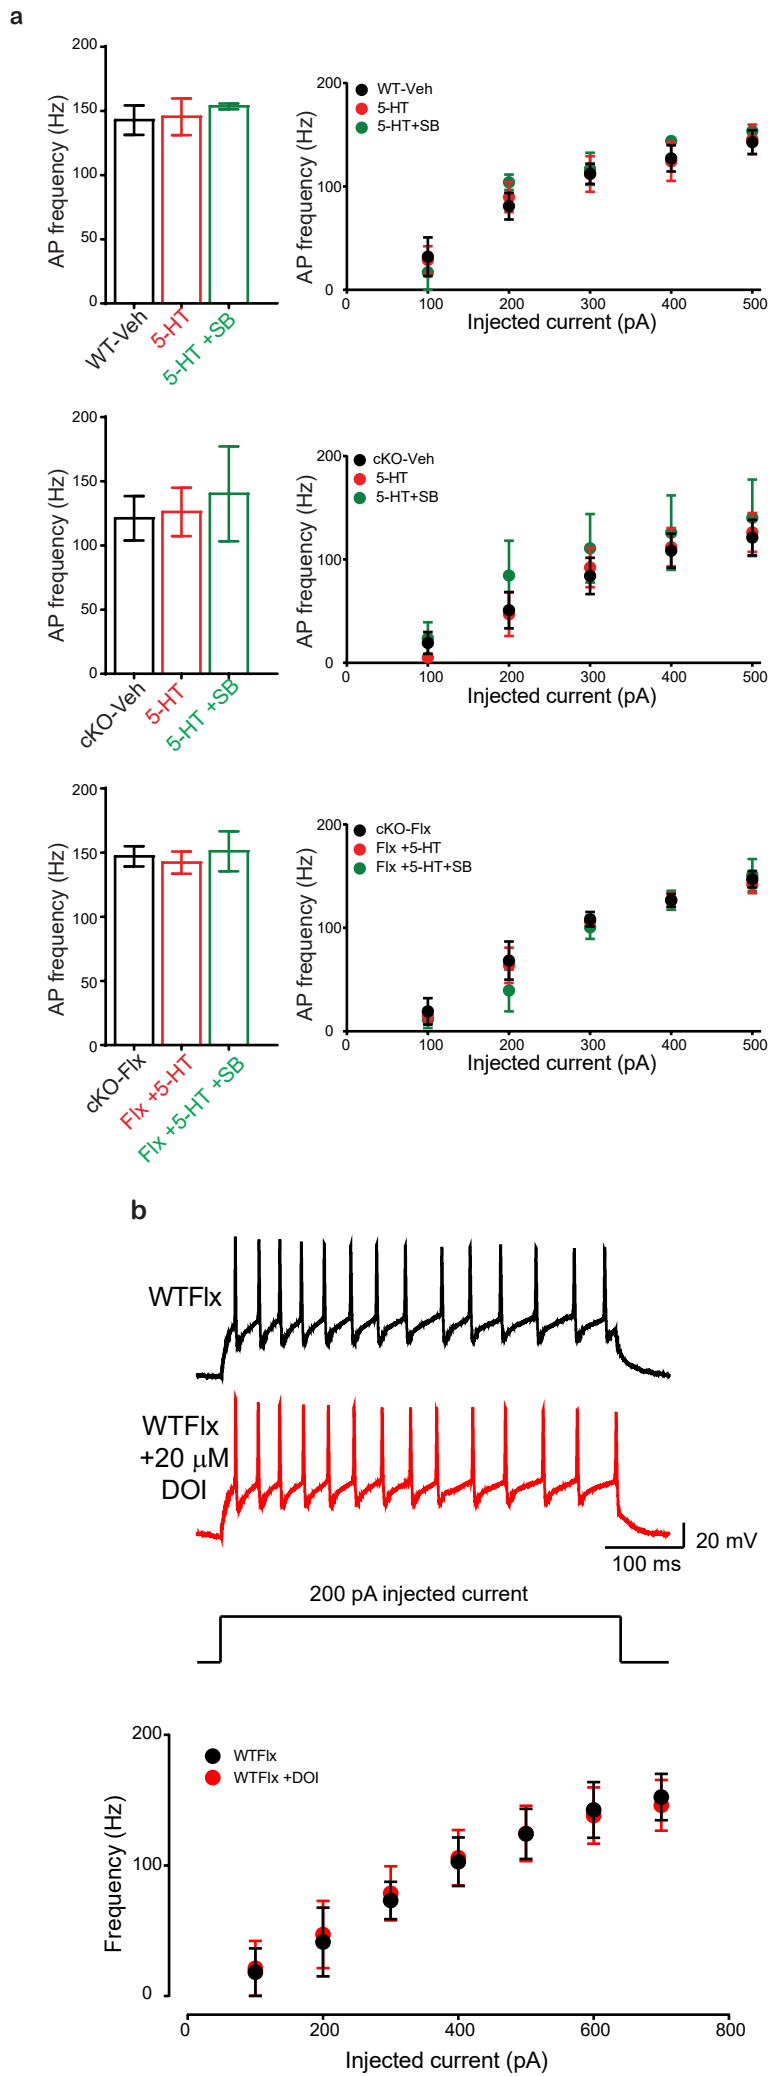 a
200
150
100
50
0
AP frequency (Hz)
WT-Veh
5-HT
5-HT +SB
200
100
0
AP frequency (Hz)
WT-Veh
5-HT
5-HT+SB
0
100
200
300
400
500
Injected current (pA)
200
150
100
50
0
AP frequency (Hz)
cKO-Veh
5-HT
5-HT +SB
200
100
0
AP frequency (Hz)
cKO-Veh
5-HT
5-HT+SB
0
100
200
300
400
500
Injected current (pA)
200
150
100
50
0
AP frequency (Hz)
cKO-Flx
Flx +5-HT
Flx +5-HT +SB
200
100
0
AP frequency (Hz)
cKO-Flx
Flx +5-HT
Flx +5-HT+SB
0
100
200
300
400
500
Injected current (pA)
b
WTFlx
WTFlx
+20 μM
DOI
20 mV
100 ms
200 pA injected current
200
100
0
Frequency (Hz)
WTFlx
WTFlx +DOI
0
200
400
600
800
Injected current (pA)